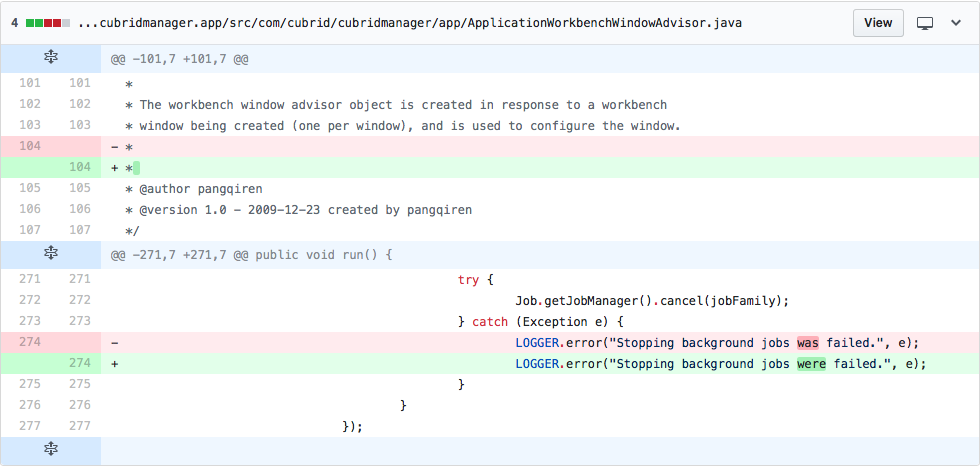 4 ...cubridmanager.app/src/com/cubrid/cubridmanager/app/ApplicationWorkbenchWindowAdvisor.java View
@@ -101,7 +101,7 @@
101 101 *
102 102 * The workbench window advisor object is created in response to a workbench
103 103 * window being created (one per window), and is used to configure the window.
104 - *
104 + *
105 105 * @author pangqiren
106 106 * @version 1.0 - 2009-12-23 created by pangqiren
107 107 */
@@ -271,7 +271,7 @@ public void run() {
271 271 try {
272 272 Job.getJobManager().cancel(jobFamily);
273 273 } catch (Exception e) {
274 - LOGGER.error("Stopping background jobs was failed.", e);
274 + LOGGER.error("Stopping background jobs were failed.", e);
275 275 }
276 276 }
277 277 });